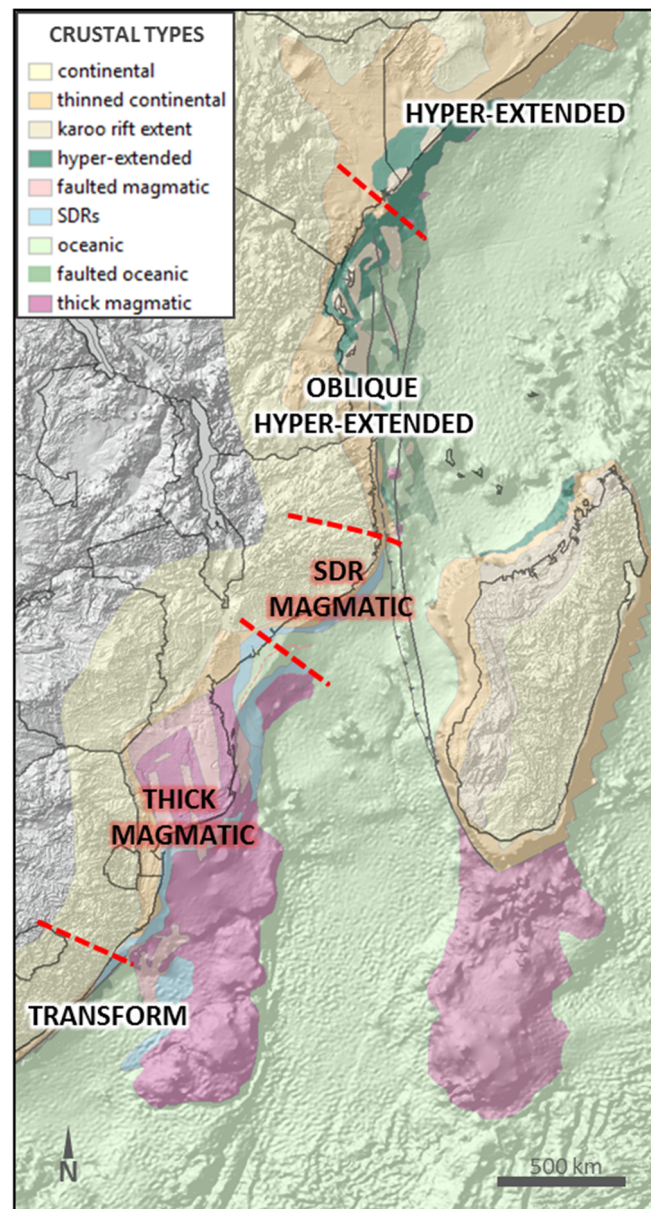 CRUSTAL TYPES
continental
thinned continental
karoo rift extent
hyper-extended
faulted magmatic
SDRs
oceanic
faulted oceanic
thick magmatic
HYPER-EXTENDED
OBLIQUE
HYPER-EXTENDED
SDR
MAGMATIC
THICK
MAGMATIC
TRANSFORM
N
500 km